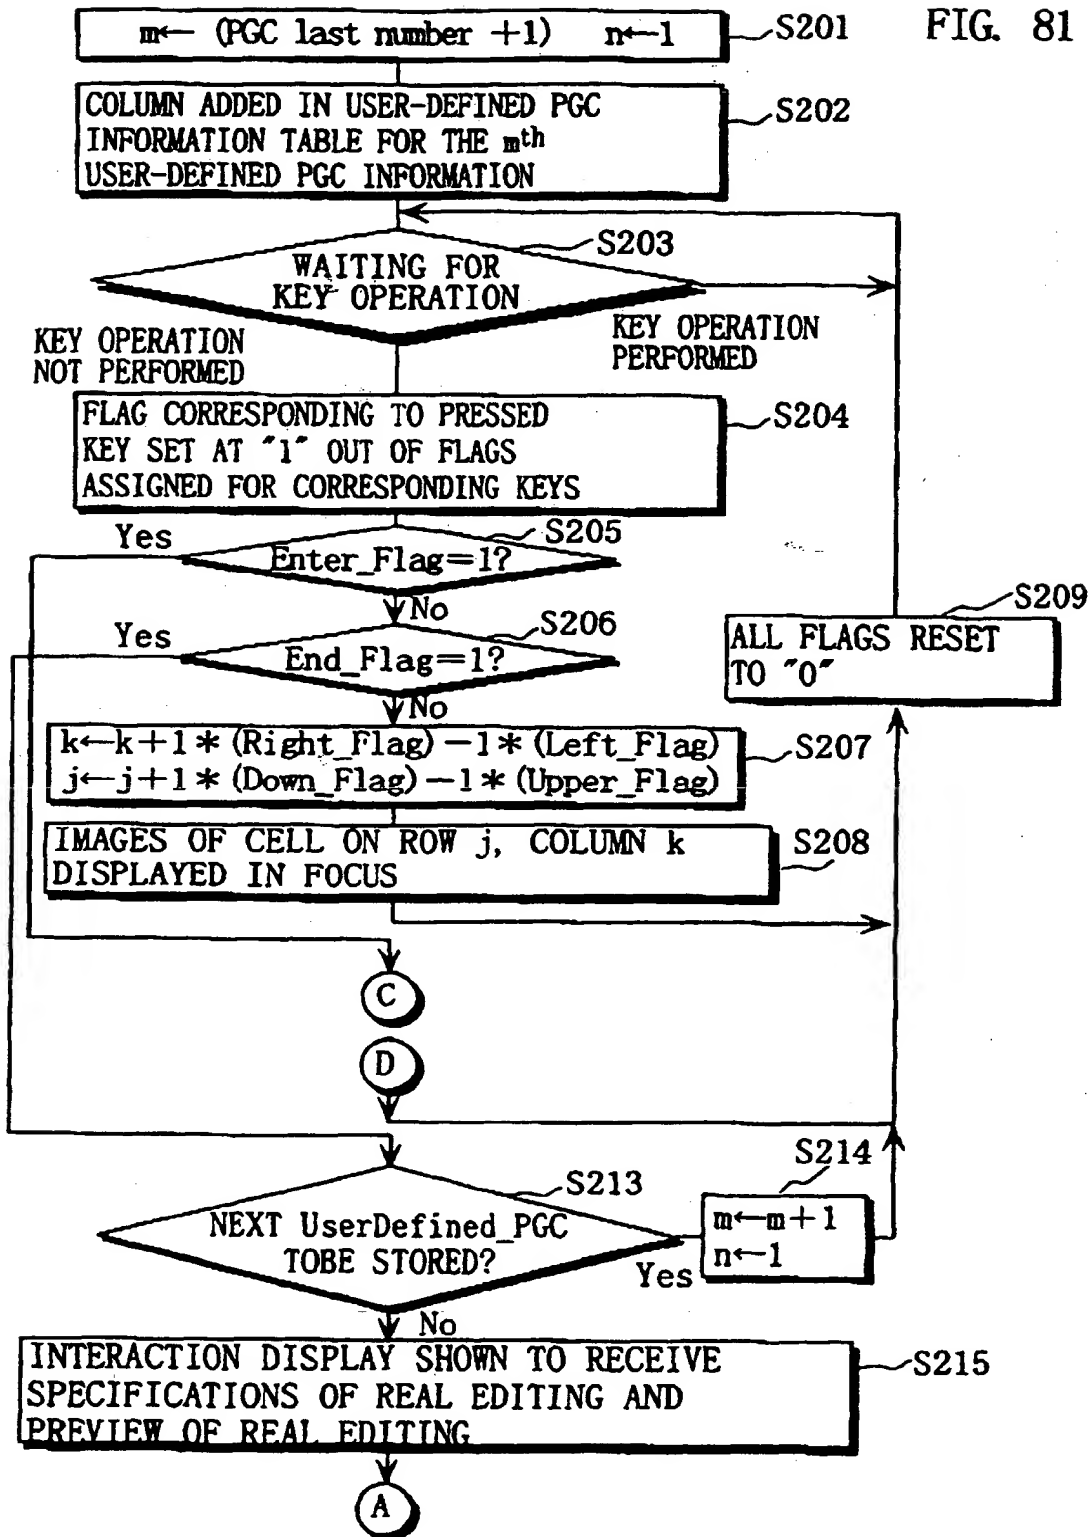 FIG. 81
m← (PGC last number +1) n←1
S201
COLUMN ADDED IN USER-DEFINED PGC
INFORMATION TABLE FOR THE mth
USER-DEFINED PGC INFORMATION
S202
S203
WAITING FOR
KEY OPERATION
KEY OPERATION
NOT PERFORMED
KEY OPERATION
PERFORMED
FLAG CORRESPONDING TO PRESSED
KEY SET AT "1" OUT OF FLAGS
ASSIGNED FOR CORRESPONDING KEYS
S204
Yes
S205
Enter_Flag=1?
No
Yes
S206
End_Flag=1?
No
S209
ALL FLAGS RESET
TO "0"
k←k+1*(Right_Flag)-1*(Left_Flag)
j←j+1*(Down_Flag)-1*(Upper_Flag)
S207
IMAGES OF CELL ON ROW j, COLUMN k
DISPLAYED IN FOCUS
S208
C
D
S213
NEXT UserDefined_PGC
TOBE STORED?
Yes
S214
m←m+1
n←1
No
INTERACTION DISPLAY SHOWN TO RECEIVE
SPECIFICATIONS OF REAL EDITING AND
PREVIEW OF REAL EDITING
S215
A